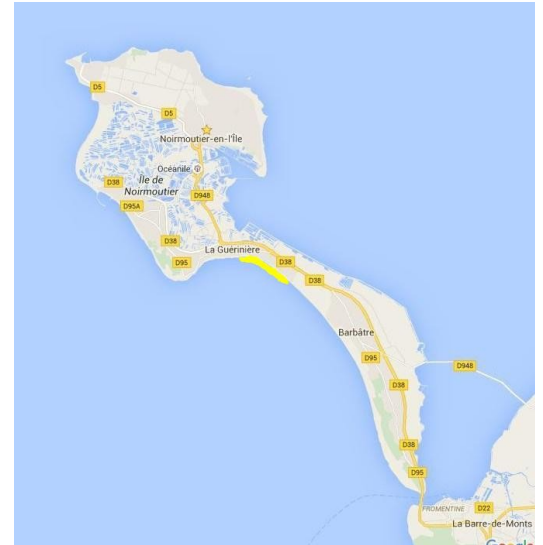 D5
D5
Noirmoutier-en-l'Île
Océanile
D38
Île de
Noirmoutier
D948
D95A
D38
La Guérinière
D95
D38
D38
Barbâtre
D95
D948
D38
D38
D95
FROMENTINE
D22
La Barre-de-Monts